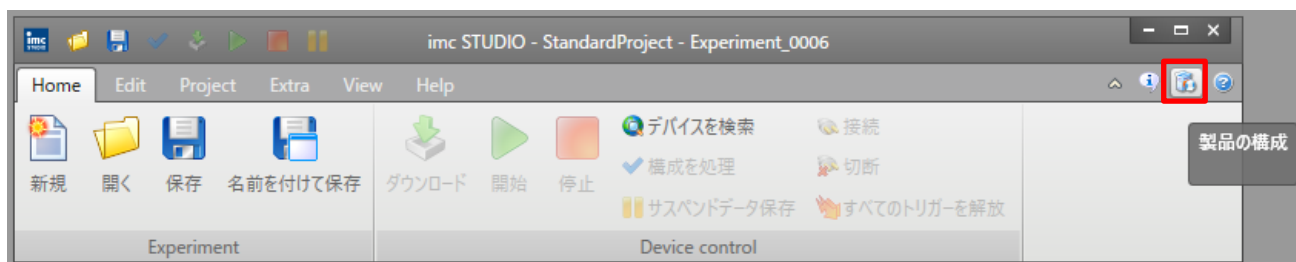 imc STUDIO
imc STUDIO - StandardProject - Experiment_0006
Home Edit Project Extra View Help
デバイスを検索 接続
製品の構成
構成を処理 切断
新規 開く 保存 名前を付けて保存 ダウンロード 開始 停止
サスペンドデータ保存 すべてのトリガーを解放
Experiment Device control